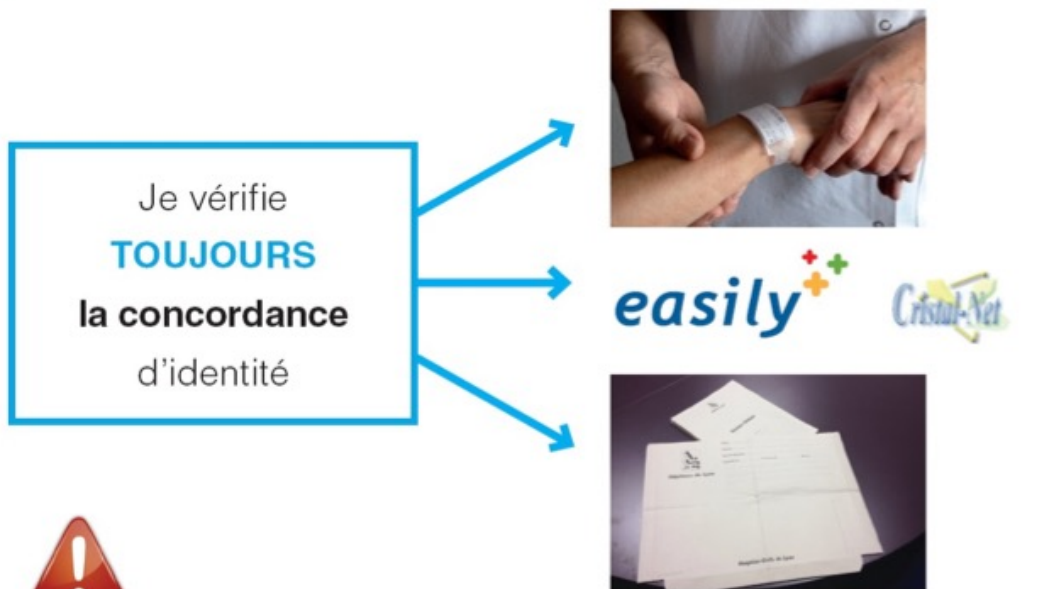 Je vérifie
TOUJOURS
la concordance
d'identité
easily
Cristal-Net